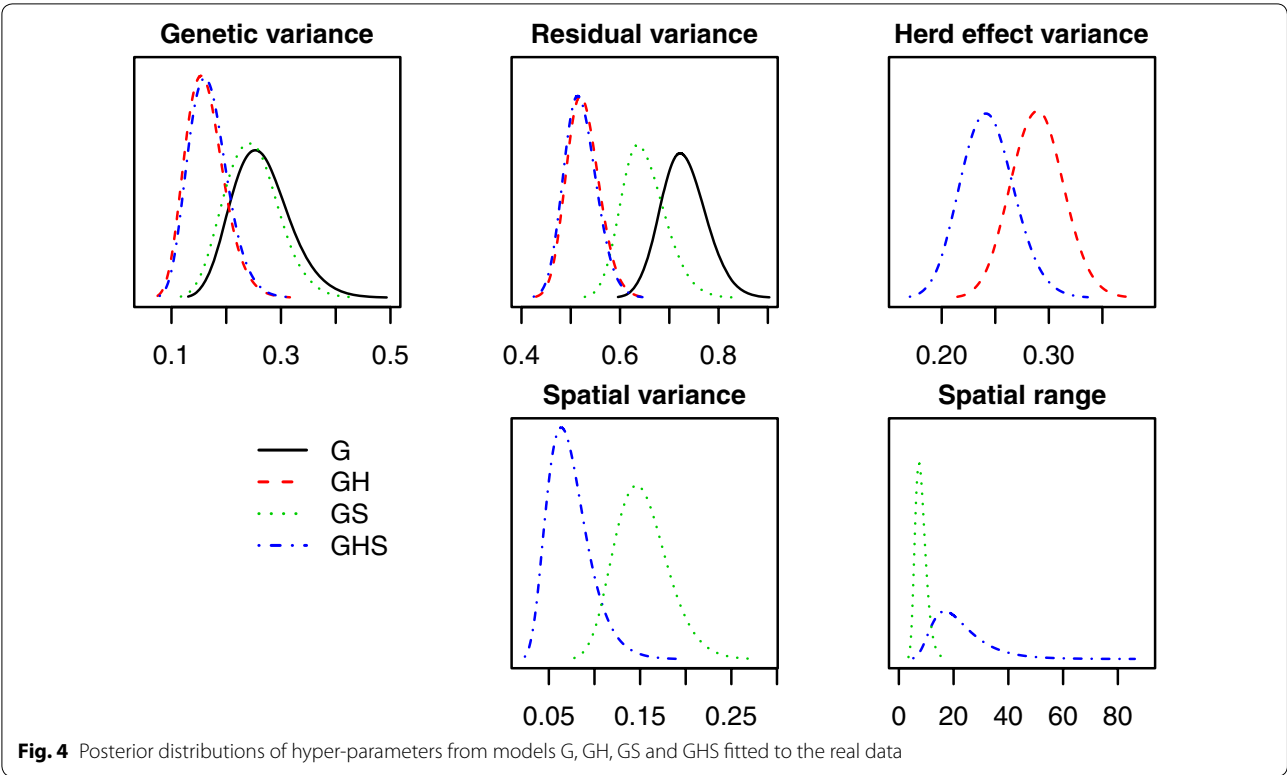 Genetic variance
Residual variance
Herd effect variance
0.1 0.3 0.5
0.4 0.6 0.8
0.20 0.30
Spatial variance
Spatial range
G
GH
GS
GHS
0.05 0.15 0.25
0 20 40 60 80
Fig. 4 Posterior distributions of hyper-parameters from models G, GH, GS and GHS fitted to the real data